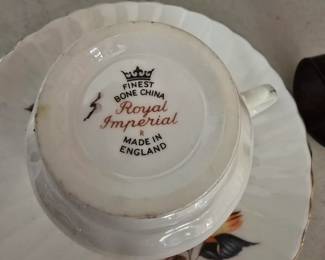 FINEST
BONE CHINA
Royal
Imperial
R
MADE IN
ENGLAND